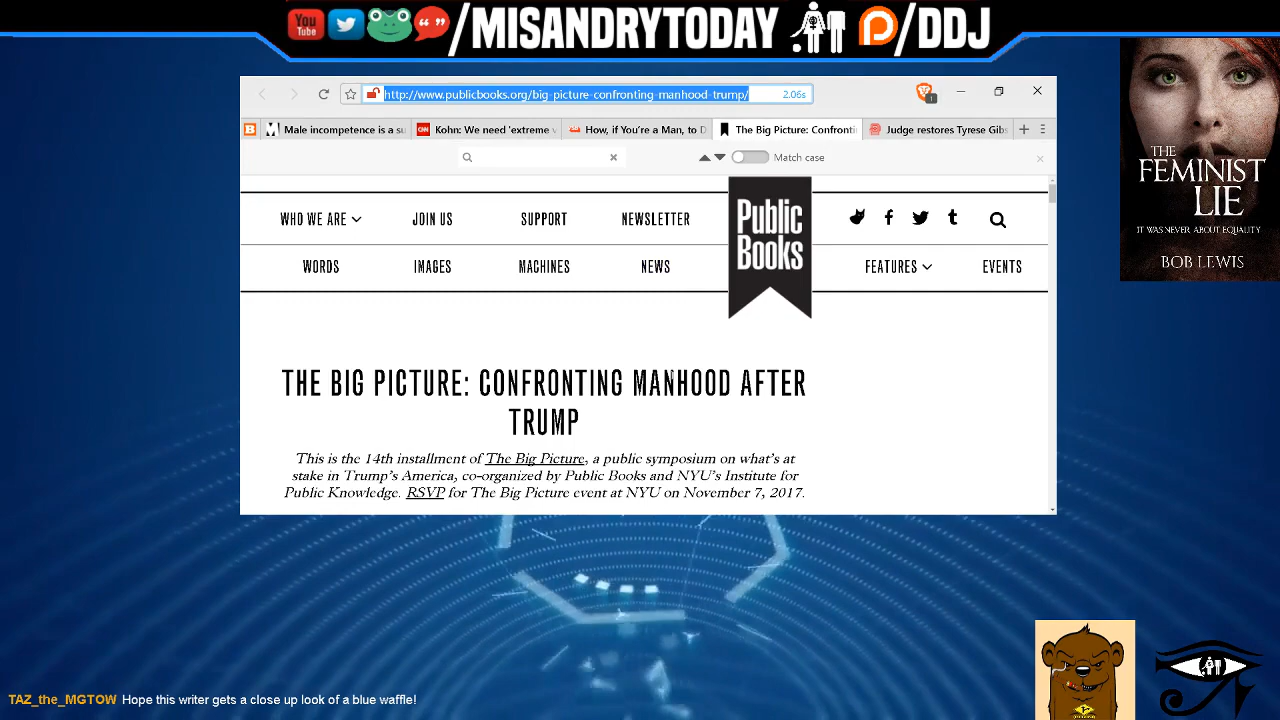 You
Tube
/MISANDRYTODAY
/DDJ
http://www.publicbooks.org/big-picture-confronting-manhood-trump/
2.06s
1
Male incompetence is a su
CNN
Kohn: We need 'extreme v
How, if You're a Man, to D
The Big Picture: Confronti
Judge restores Tyrese Gibs
Match case
WHO WE ARE
JOIN US
SUPPORT
NEWSLETTER
Public
Books
WORDS
IMAGES
MACHINES
NEWS
FEATURES
EVENTS
THE BIG PICTURE: CONFRONTING MANHOOD AFTER
TRUMP
This is the 14th installment of The Big Picture, a public symposium on what's at
stake in Trump's America, co-organized by Public Books and NYU's Institute for
Public Knowledge. RSVP for The Big Picture event at NYU on November 7, 2017.
THE
FEMINIST
LIE
IT WAS NEVER ABOUT EQUALITY
BOB LEWIS
TAZ_the_MGTOW Hope this writer gets a close up look of a blue waffle!